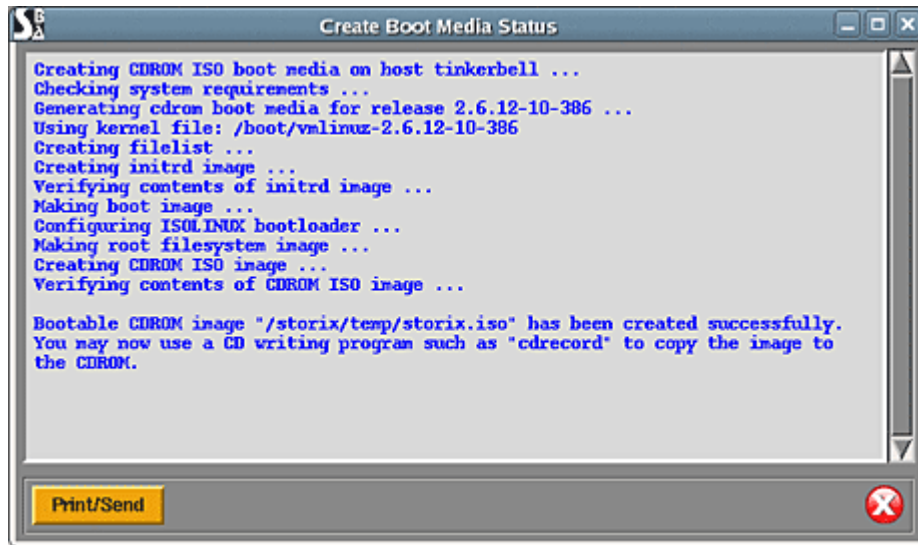 SBA
Create Boot Media Status
Creating CDROM ISO boot media on host tinkerbell ...
Checking system requirements ...
Generating cdrom boot media for release 2.6.12-10-386 ...
Using kernel file: /boot/vmlinuz-2.6.12-10-386
Creating filelist ...
Creating initrd image ...
Verifying contents of initrd image ...
Making boot image ...
Configuring ISOLINUX bootloader ...
Making root filesystem image ...
Creating CDROM ISO image ...
Verifying contents of CDROM ISO image ...
Bootable CDROM image "/storix/temp/storix.iso" has been created successfully.
You may now use a CD writing program such as "cdrecord" to copy the image to
the CDROM.
Print/Send